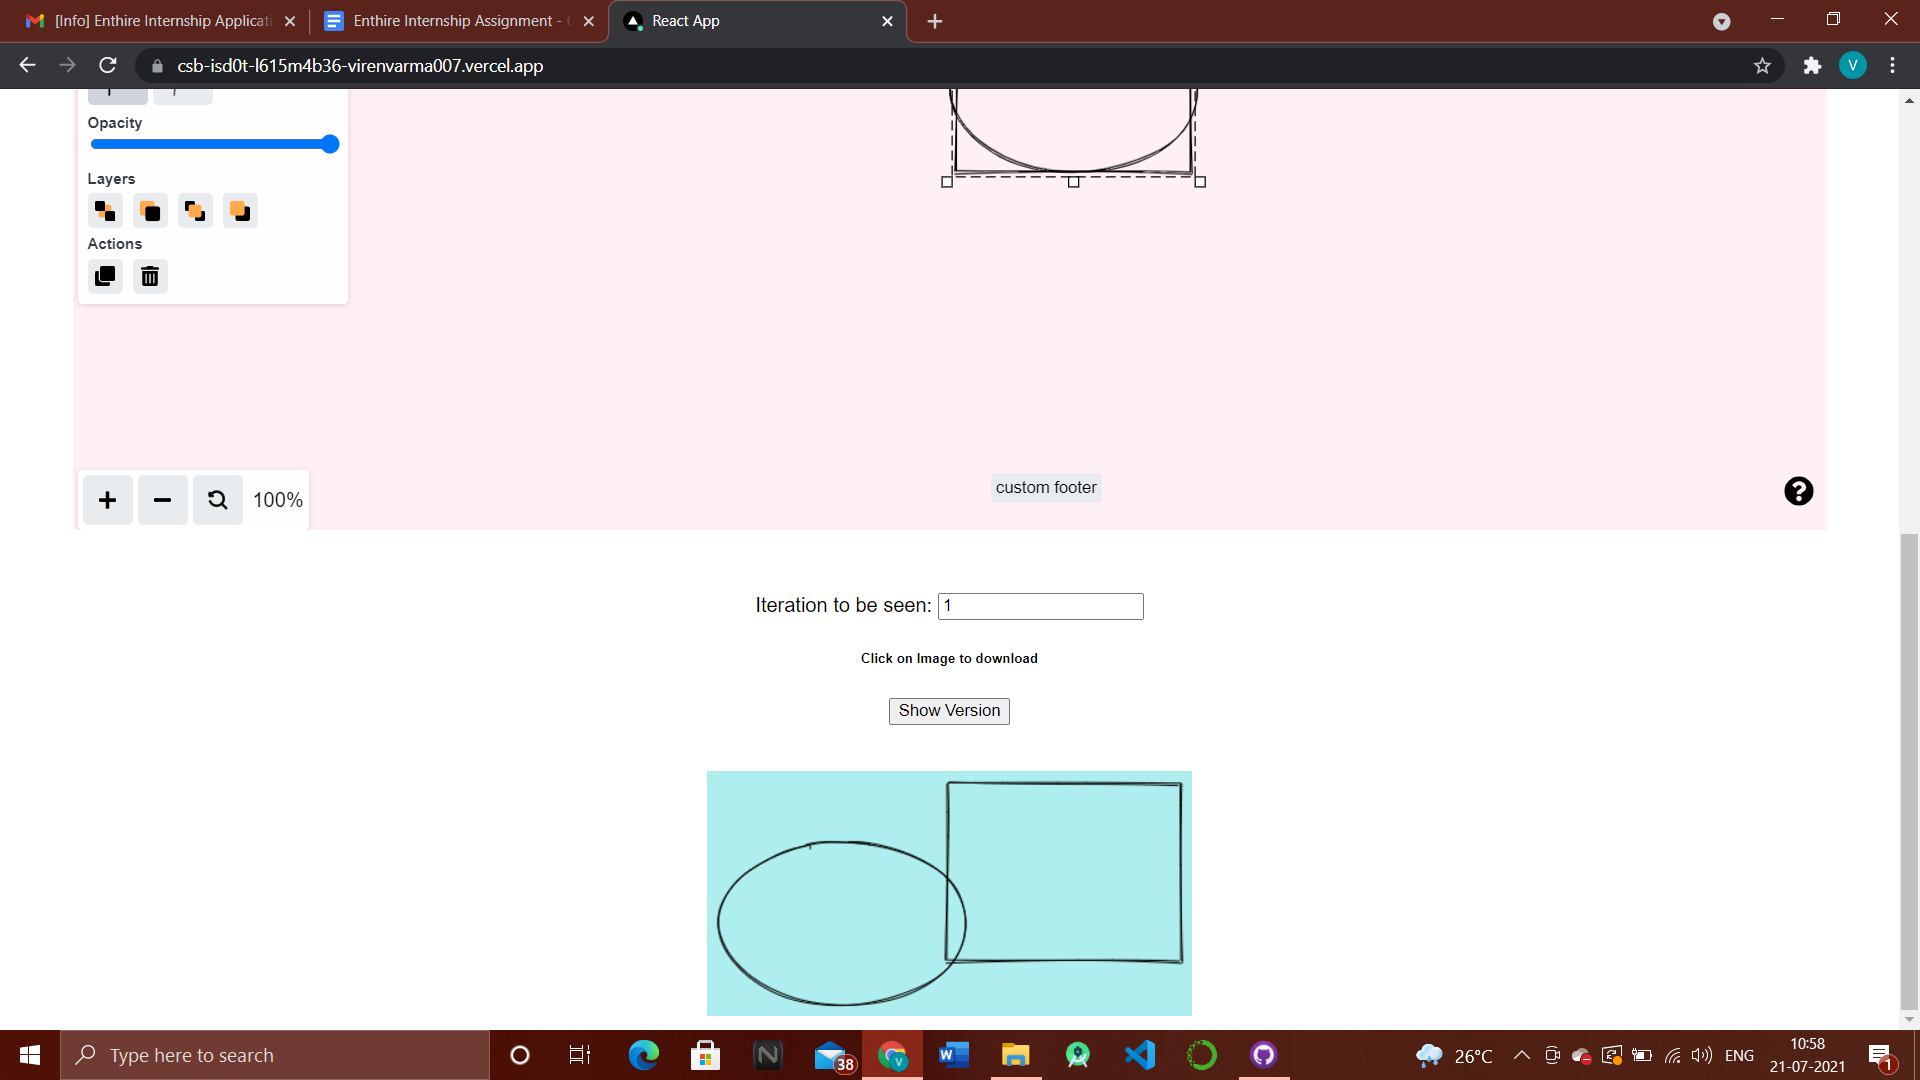 [Info] Enthire Internship Applicati
Enthire Internship Assignment - 
React App
csb-isd0t-l615m4b36-virenvarma007.vercel.app
V
Opacity
Layers
Actions
100%
custom footer
Iteration to be seen: 1
Click on Image to download
Show Version
Type here to search
38
V
26°C
ENG
10:58
21-07-2021
1